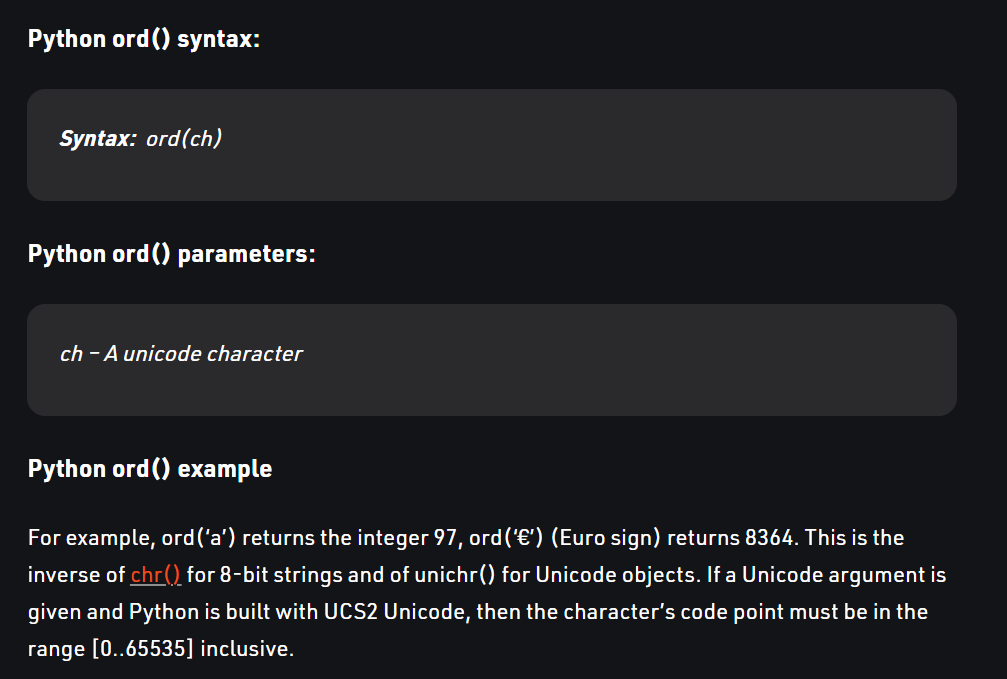 Python ord() syntax:
Syntax: ord(ch)
Python ord() parameters:
ch – A unicode character
Python ord() example
For example, ord(‘a’) returns the integer 97, ord(‘€’) (Euro sign) returns 8364. This is the
inverse of chr() for 8-bit strings and of unichr() for Unicode objects. If a Unicode argument is
given and Python is built with UCS2 Unicode, then the character’s code point must be in the
range [0..65535] inclusive.